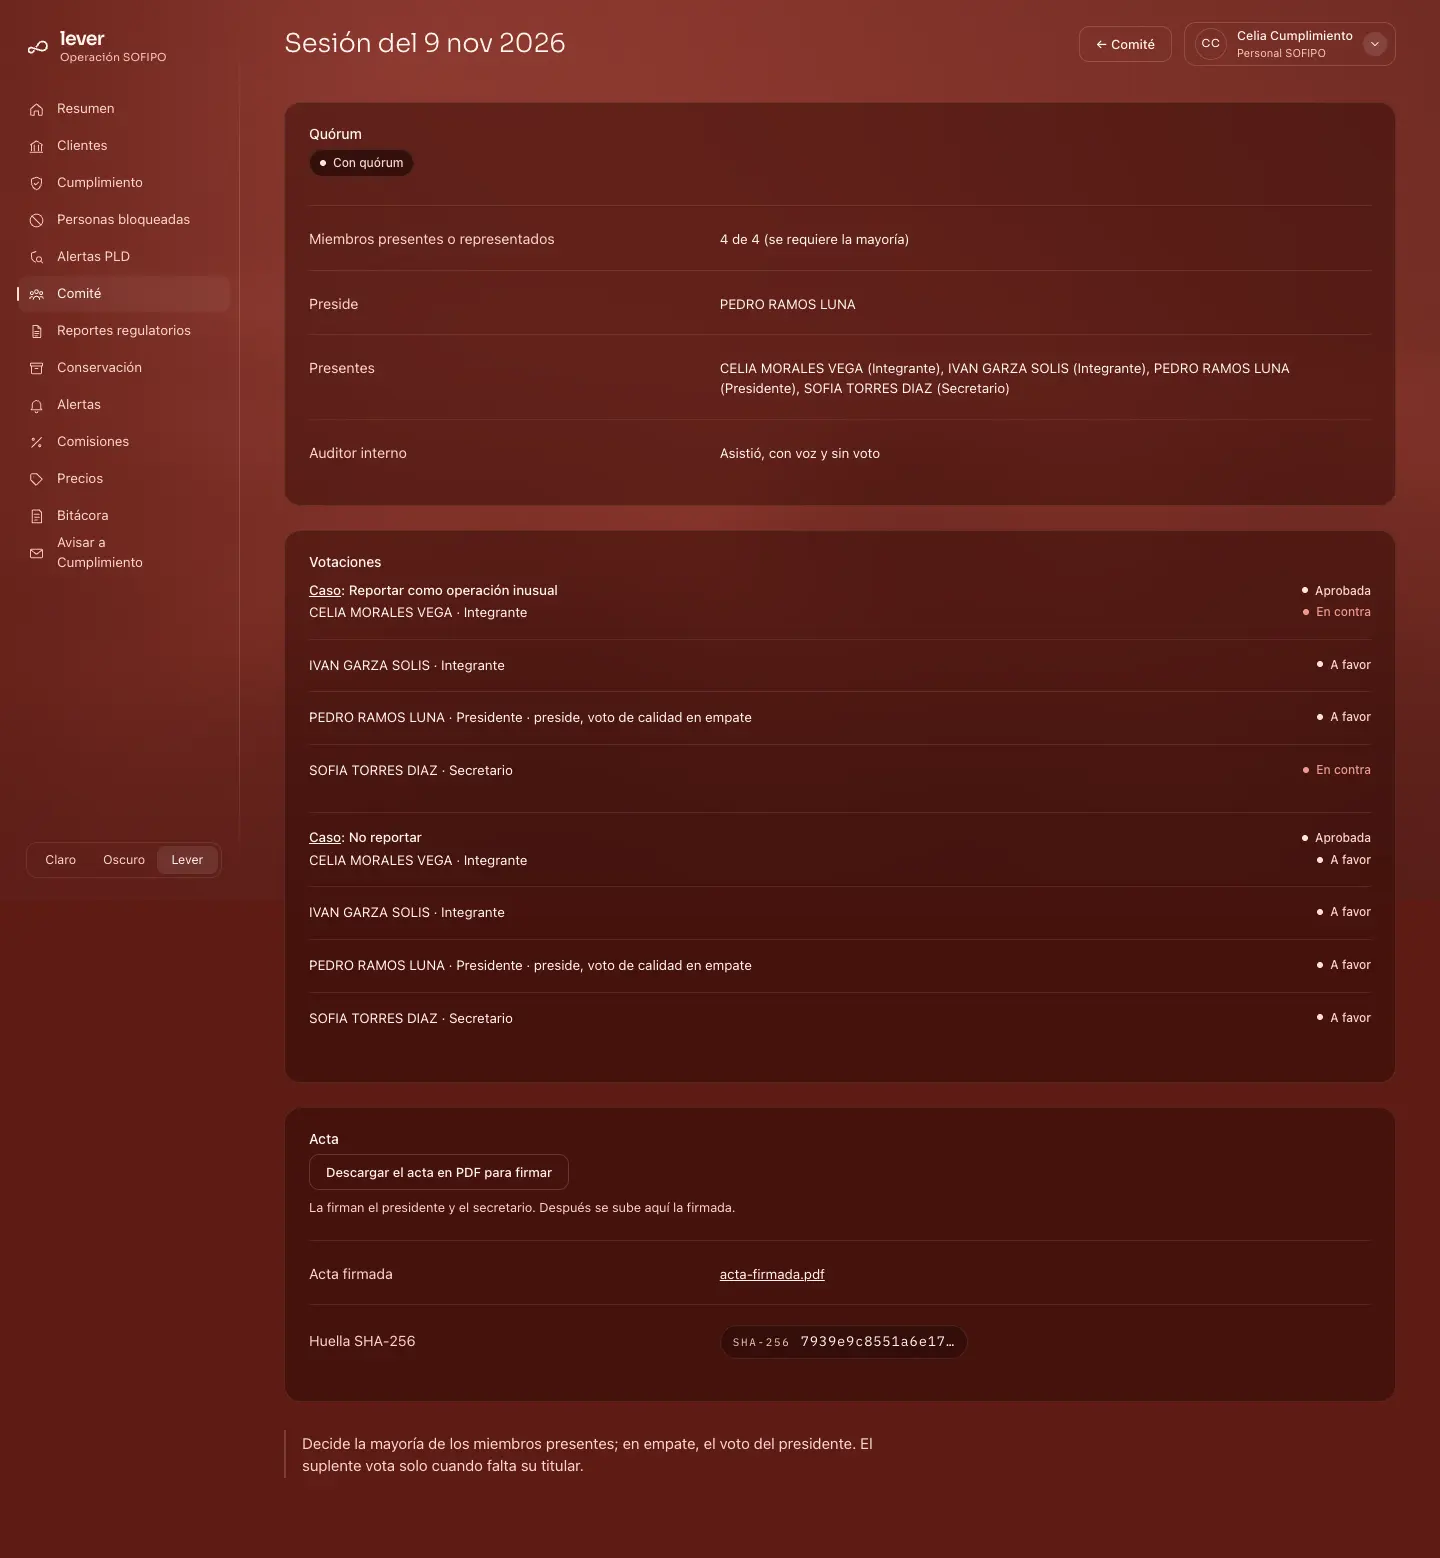 lever
Operación SOFIPO
Resumen
Clientes
Cumplimiento
Personas bloqueadas
Alertas PLD
Comité
Reportes regulatorios
Conservación
Alertas
Comisiones
Precios
Bitácora
Avisar a
Cumplimiento
Claro Oscuro Lever
Sesión del 9 nov 2026
← Comité
CC
Celia Cumplimiento
Personal SOFIPO
Quórum
Con quórum
Miembros presentes o representados 4 de 4 (se requiere la mayoría)
Preside PEDRO RAMOS LUNA
Presentes CELIA MORALES VEGA (Integrante), IVAN GARZA SOLIS (Integrante), PEDRO RAMOS LUNA
(Presidente), SOFIA TORRES DIAZ (Secretario)
Auditor interno Asistió, con voz y sin voto
Votaciones
Caso: Reportar como operación inusual Aprobada
CELIA MORALES VEGA · Integrante En contra
IVAN GARZA SOLIS · Integrante A favor
PEDRO RAMOS LUNA · Presidente · preside, voto de calidad en empate A favor
SOFIA TORRES DIAZ · Secretario En contra
Caso: No reportar Aprobada
CELIA MORALES VEGA · Integrante A favor
IVAN GARZA SOLIS · Integrante A favor
PEDRO RAMOS LUNA · Presidente · preside, voto de calidad en empate A favor
SOFIA TORRES DIAZ · Secretario A favor
Acta
Descargar el acta en PDF para firmar
La firman el presidente y el secretario. Después se sube aquí la firmada.
Acta firmada acta-firmada.pdf
Huella SHA-256 SHA-256 7939e9c8551a6e17…
Decide la mayoría de los miembros presentes; en empate, el voto del presidente. El
suplente vota solo cuando falta su titular.